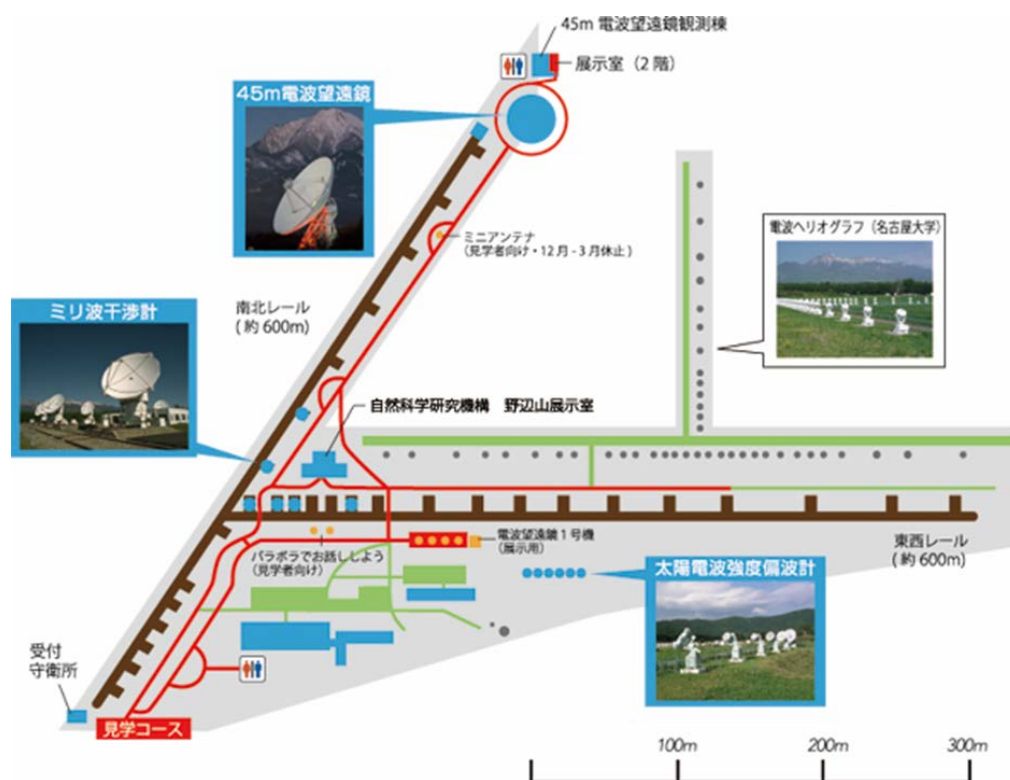 45m 電波望遠鏡観測棟
展示室（2 階）
45m電波望遠鏡
ミニアンテナ
（見学者向け・12 月 - 3 月休止）
電波ヘリオグラフ（名古屋大学）
南北レール
（約 600m）
ミリ波干渉計
自然科学研究機構　野辺山展示室
パラボラでお話ししよう
（見学者向け）
電波望遠鏡 1 号機
（展示用）
東西レール
（約 600m）
太陽電波強度偏波計
受付
守衛所
見学コース
100m
200m
300m